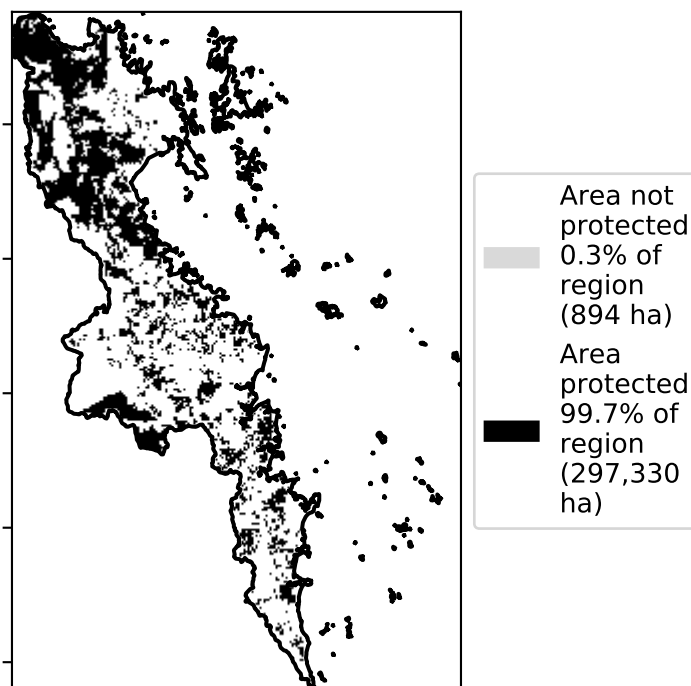 Area not
protected
0.3% of
region
(894 ha)
Area
protected
99.7% of
region
(297,330
ha)